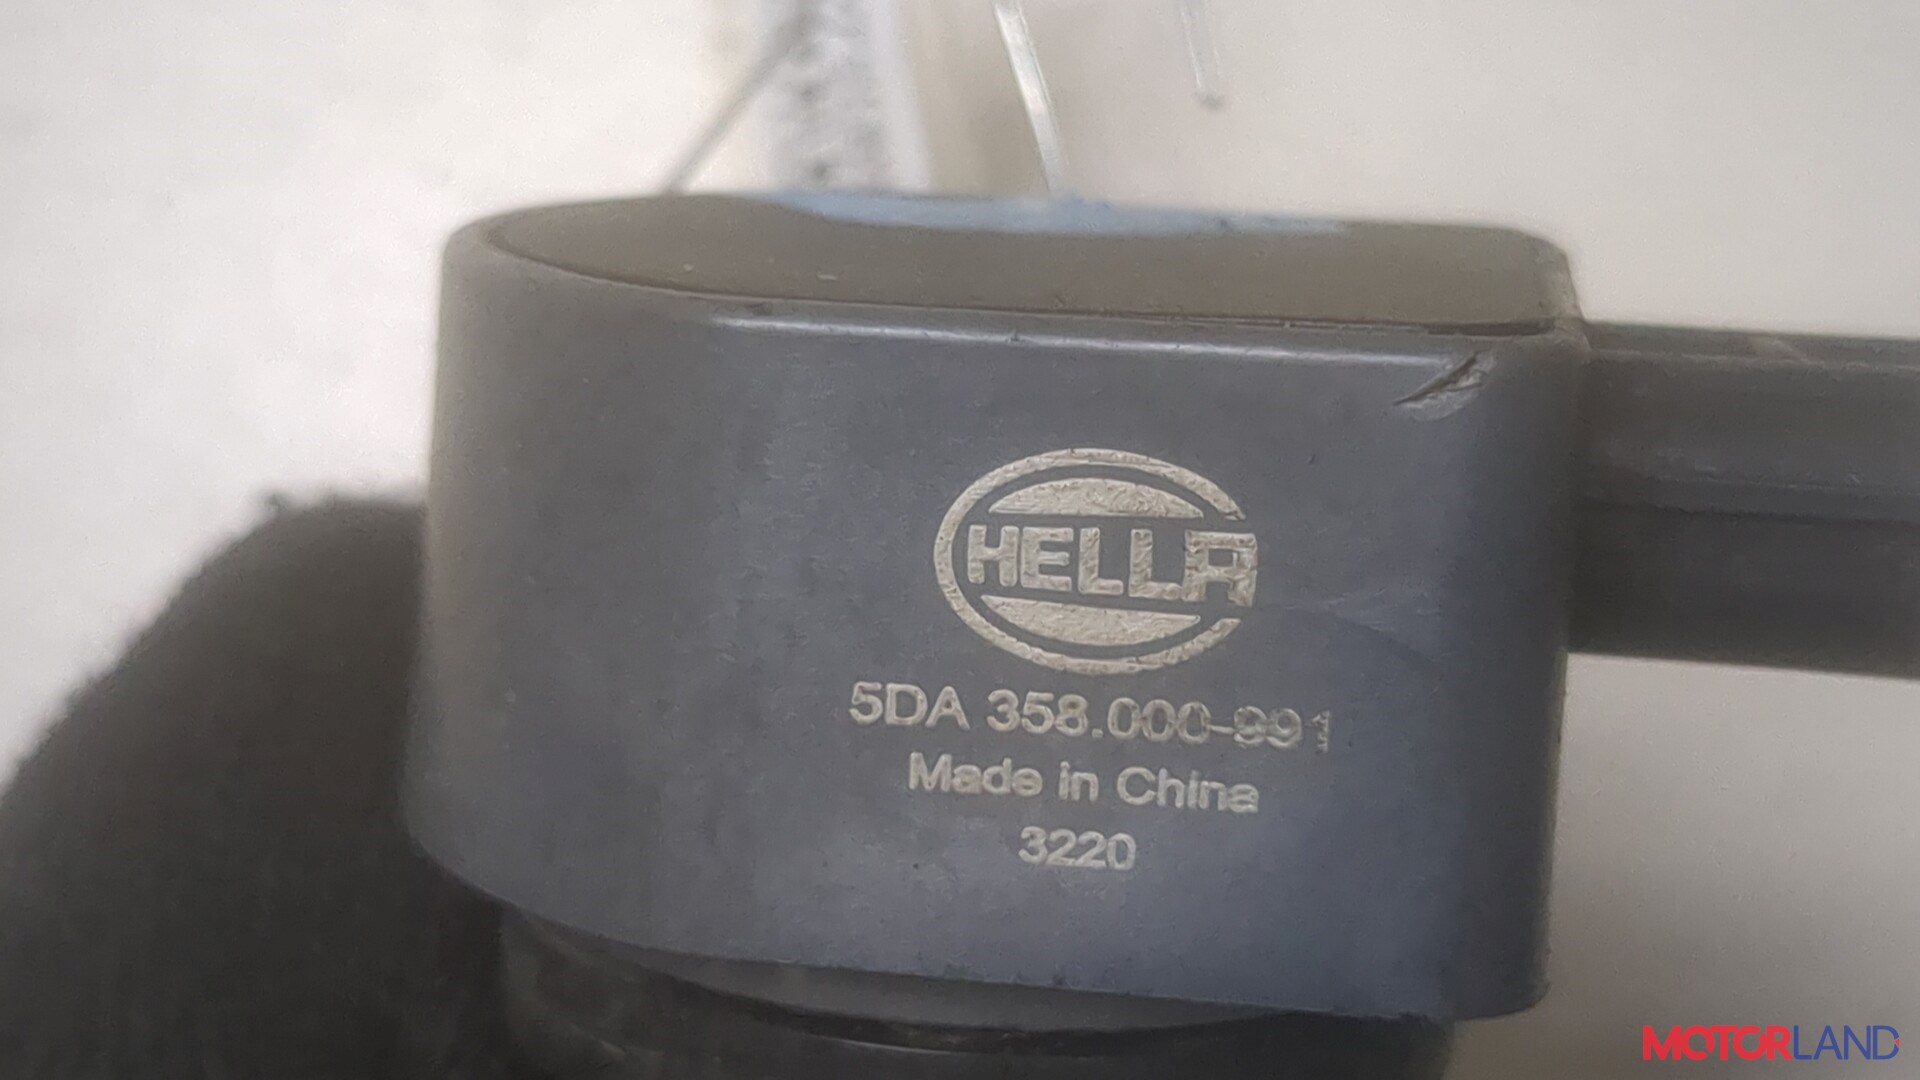 HELLA
5DA 358.000-991
Made in China
3220
MOTORLAND